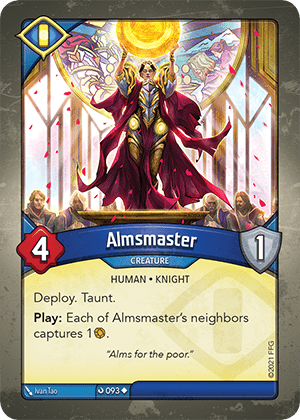 Almsmaster
CREATURE
4
1
HUMAN • KNIGHT
Deploy. Taunt.
Play: Each of Almsmaster’s neighbors
captures 1.
“Alms for the poor.”
Ivan Tao
093
©2021 FFG